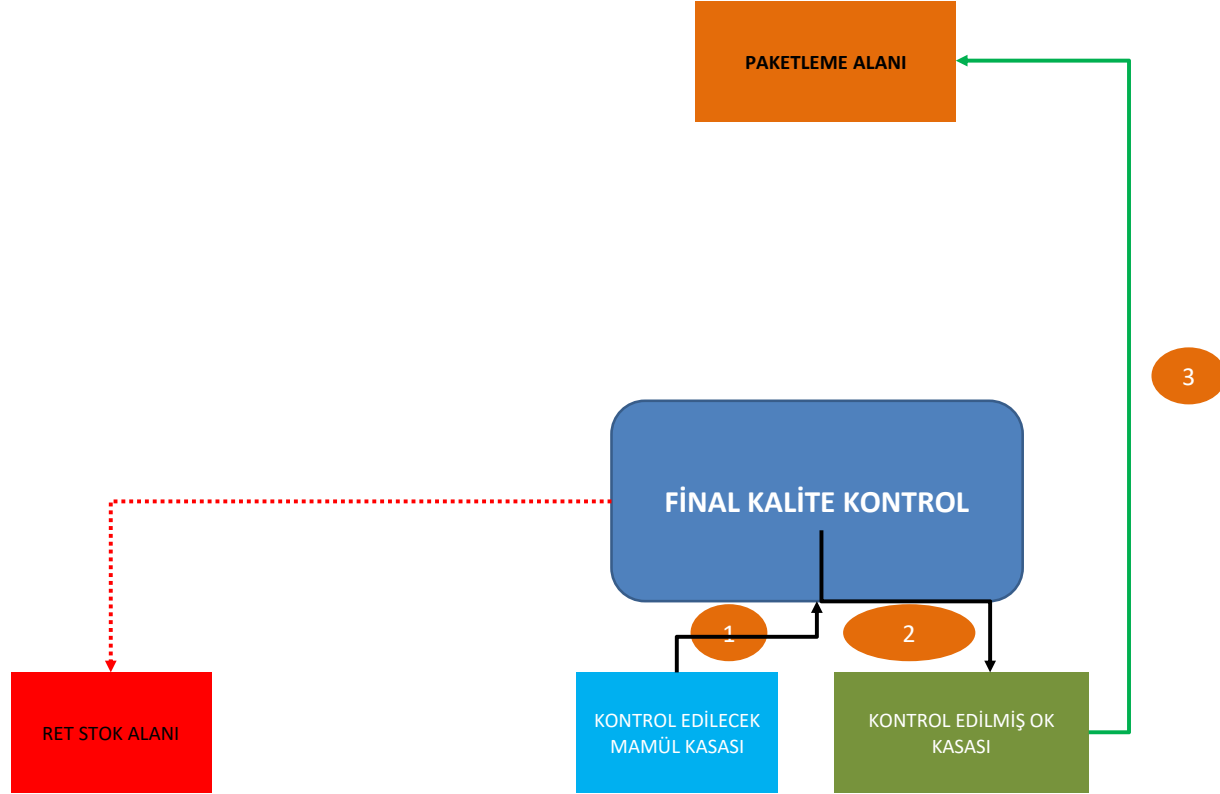 PAKETLEME ALANI
3
FİNAL KALİTE KONTROL
1
2
RET STOK ALANI
KONTROL EDİLECEK
MAMÜL KASASI
KONTROL EDİLMİŞ OK
KASASI